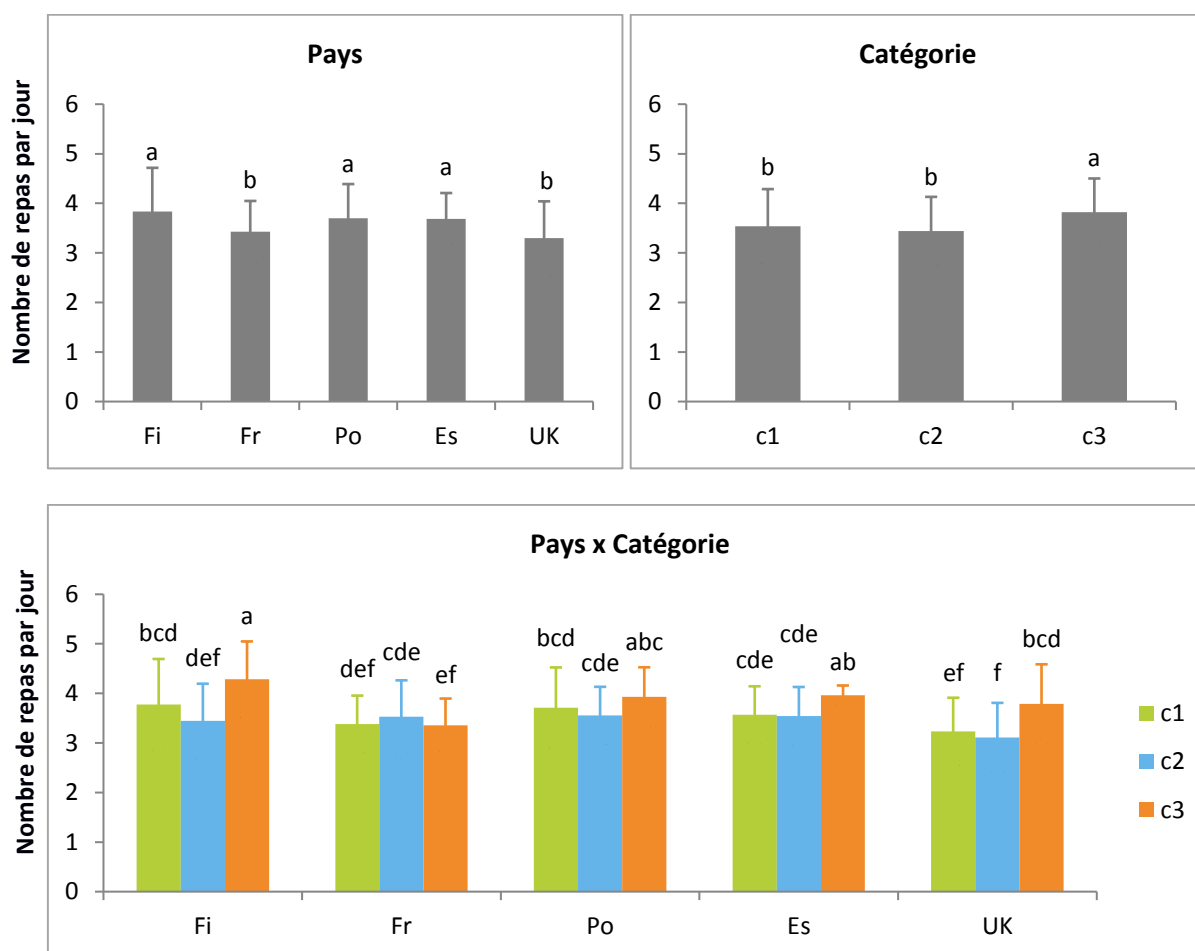 Pays
Nombre de repas par jour
6
5
4
3
2
1
0
a
b
a
a
b
Fi Fr Po Es UK
Catégorie
6
5
4
3
2
1
0
b
b
a
c1 c2 c3
Pays x Catégorie
Nombre de repas par jour
6
5
4
3
2
1
0
bcd def a
def cde ef
bcd cde abc
cde cde ab
ef f bcd
Fi Fr Po Es UK
c1
c2
c3